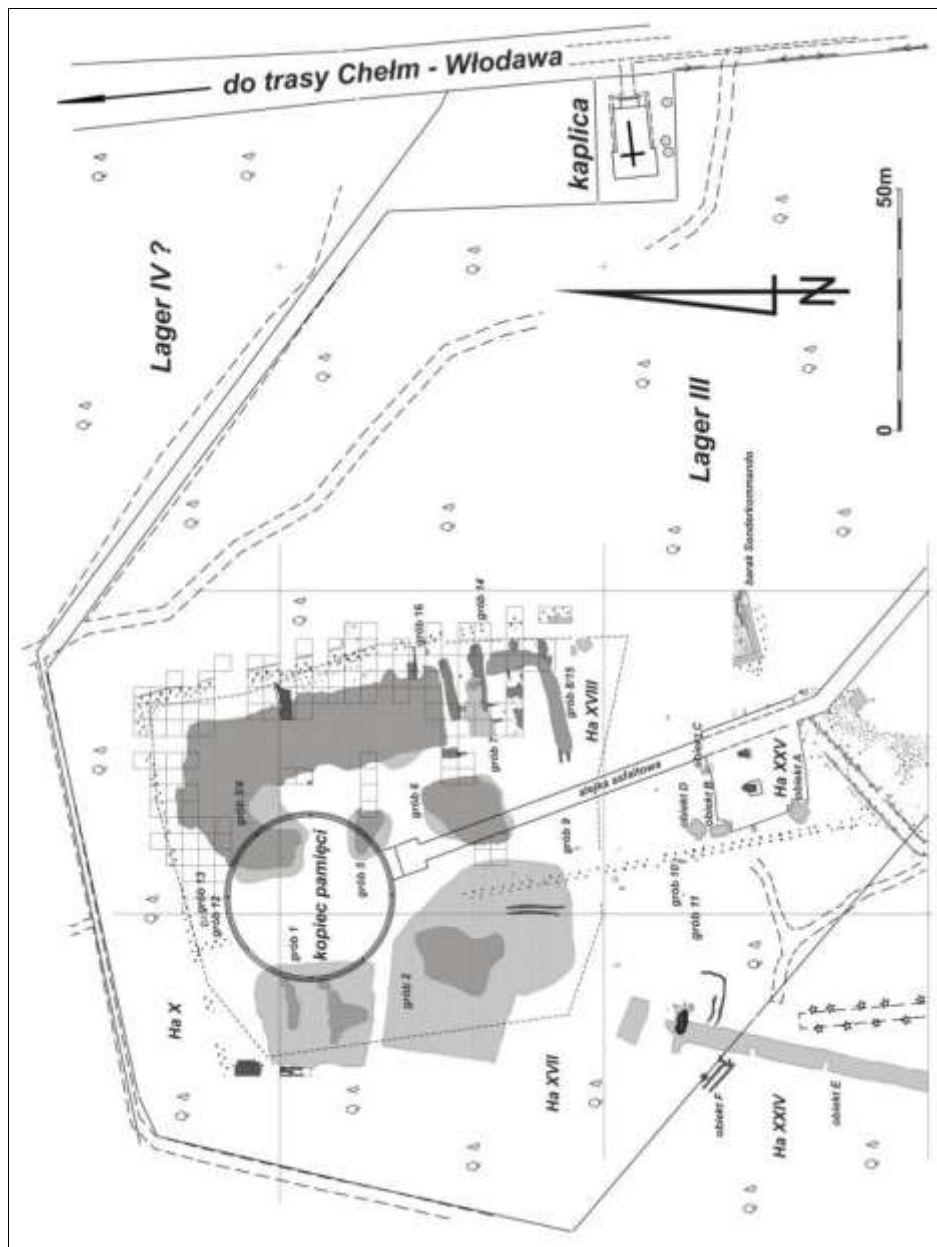 do trasy Chełm - Włodawa
kaplica
50m
0
N
Lager IV ?
Lager III
barak Sonderkommando
grób 16
grób 14
grób 3/4
grób 7
grób 8/15
Ha XVIII
grób 6
grób 5
grób 9
alejka asfaltowa
obiekt C
obiekt D
obiekt B
Ha XXV
obiekt A
grób 13
grób 12
kopiec pamięci
grób 1
grób 2
grób 10
grób 11
Ha X
Ha XVII
obiekt F
Ha XXIV
obiekt E